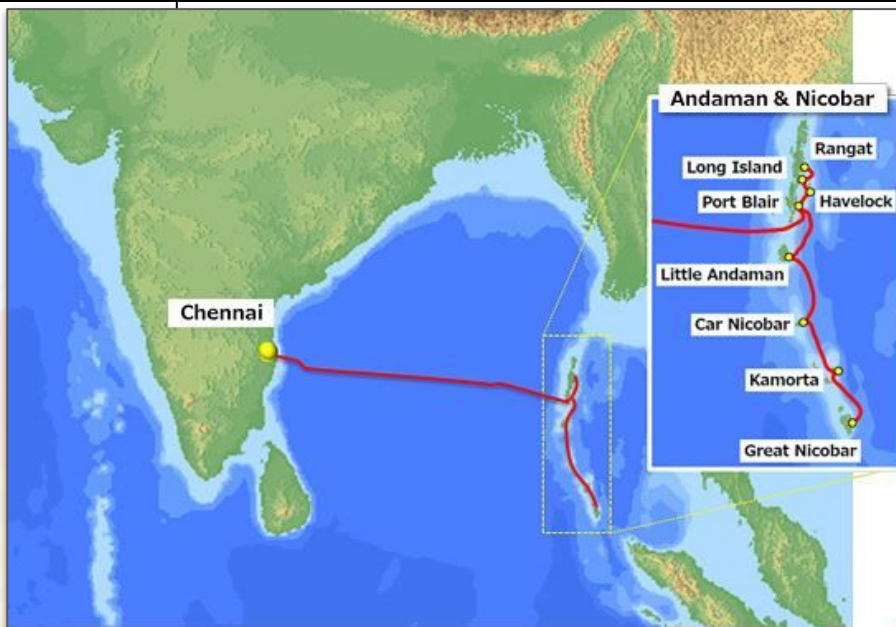 Andaman & Nicobar
Rangat
Long Island
Port Blair
Havelock
Little Andaman
Chennai
Car Nicobar
Kamorta
Great Nicobar